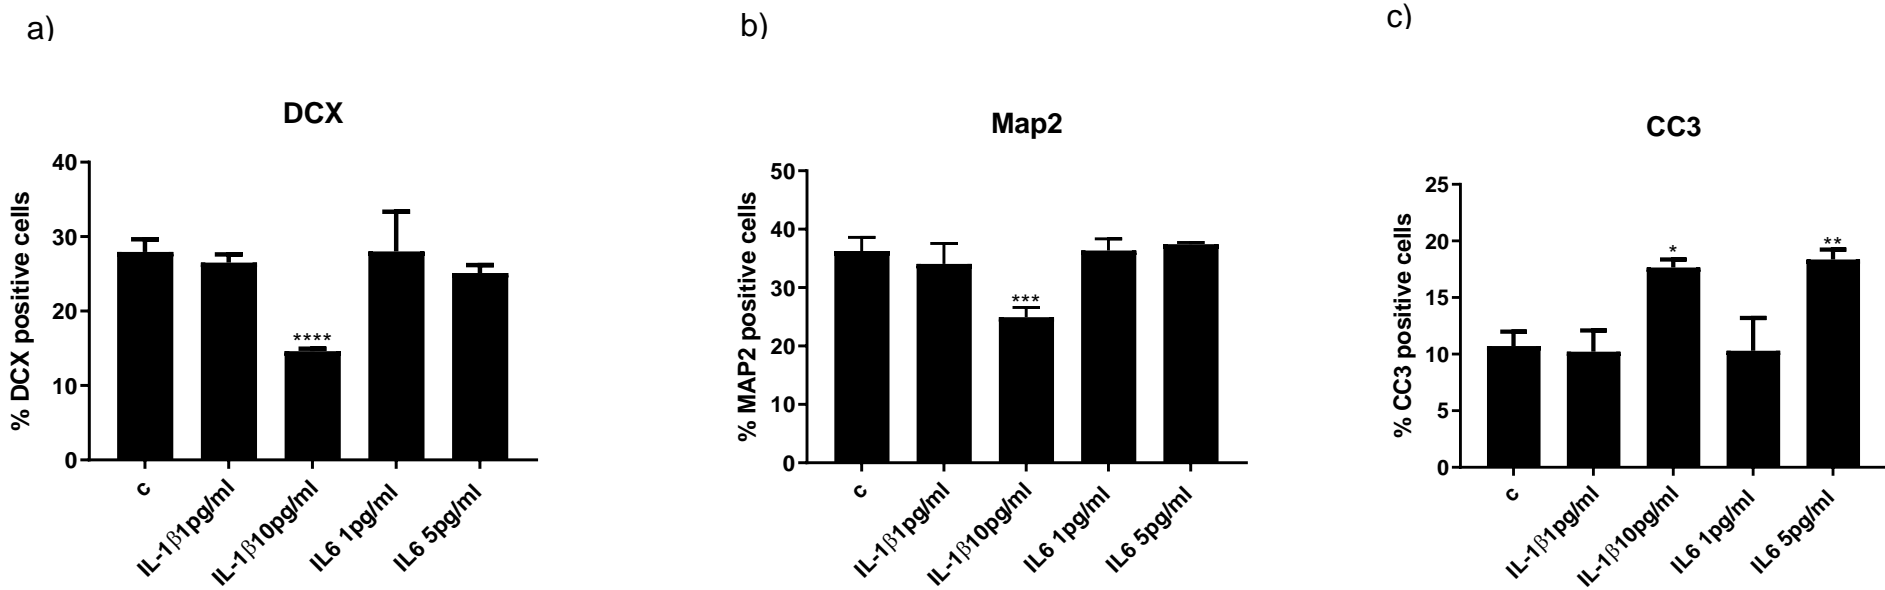 a)
DCX
% DCX positive cells
40
30
20
10
0
****
c
IL-1β1pg/ml
IL-1β10pg/ml
IL6 1pg/ml
IL6 5pg/ml
b)
Map2
% MAP2 positive cells
50
40
30
20
10
0
***
c
IL-1β1pg/ml
IL-1β10pg/ml
IL6 1pg/ml
IL6 5pg/ml
c)
CC3
% CC3 positive cells
25
20
15
10
5
0
*
**
c
IL-1β1pg/ml
IL-1β10pg/ml
IL6 1pg/ml
IL6 5pg/ml